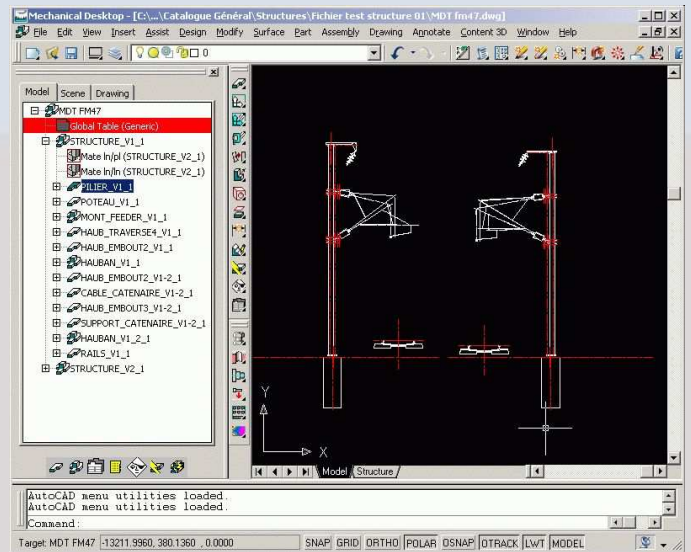 Mechanical Desktop - [C:\...\Catalogue Général\Structures\Fichier test structure 01\MDT fm47.dwg]
File Edit View Insert Assist Design Modify Surface Part Assembly Drawing Annotate Content 3D Window Help
0
Model Scene Drawing
MDT FM47
Global Table (Generic)
STRUCTURE_V1_1
Mate ln/pl (STRUCTURE_V2_1)
Mate ln/ln (STRUCTURE_V2_1)
PILIER_V1_1
POTEAU_V1_1
MONT_FEEDER_V1_1
HAUB_TRAVERSE4_V1_1
HAUB_EMBOUT2_V1_1
HAUBAN_V1_1
HAUB_EMBOUT2_V1-2_1
CABLE_CATENAIRE_V1-2_1
HAUB_EMBOUT3_V1-2_1
SUPPORT_CATENAIRE_V1-2_1
HAUBAN_V1_2_1
RAILS_V1_1
STRUCTURE_V2_1
Y
X
Model Structure
AutoCAD menu utilities loaded.
AutoCAD menu utilities loaded.
Command:
Target: MDT FM47 -13211.9960, 380.1360 , 0.0000 SNAP GRID ORTHO POLAR OSNAP OTRACK LWT MODEL